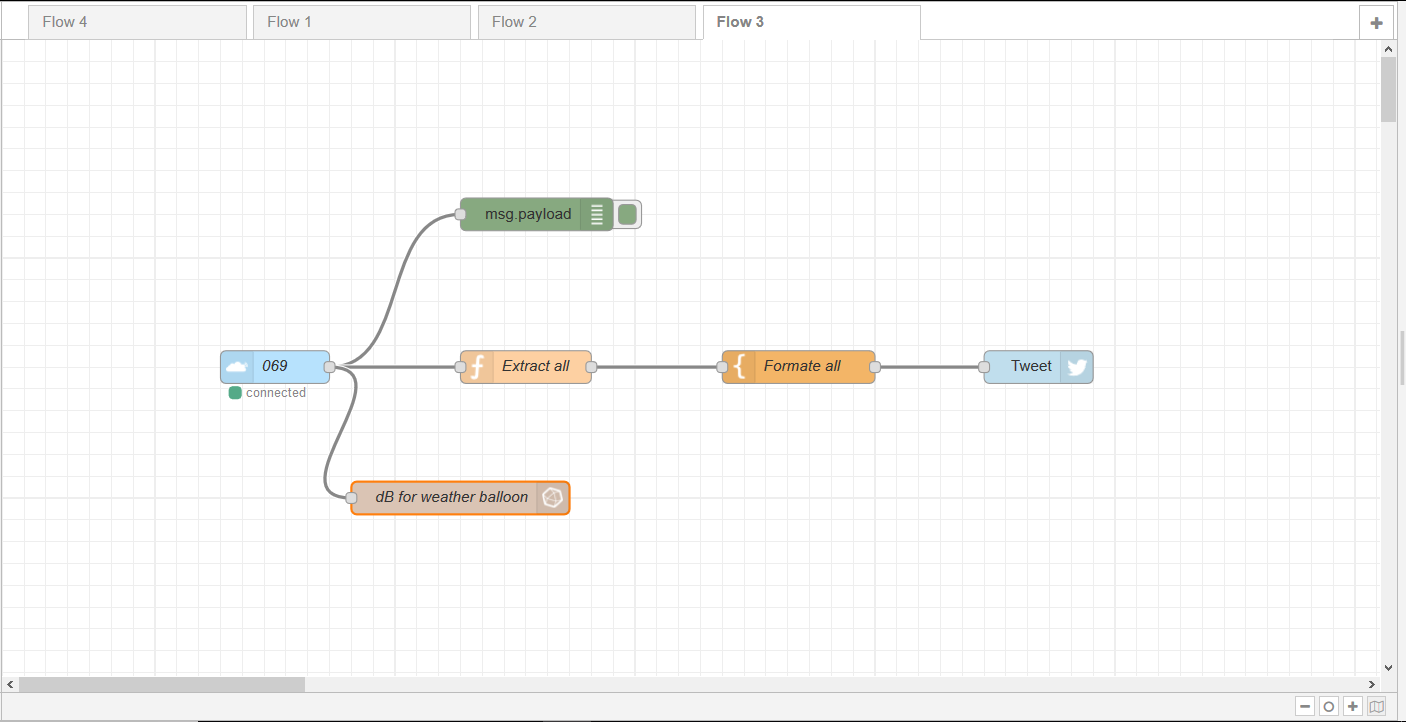 Flow 4
Flow 1
Flow 2
Flow 3
msg.payload
069
connected
Extract all
Formate all
Tweet
dB for weather balloon